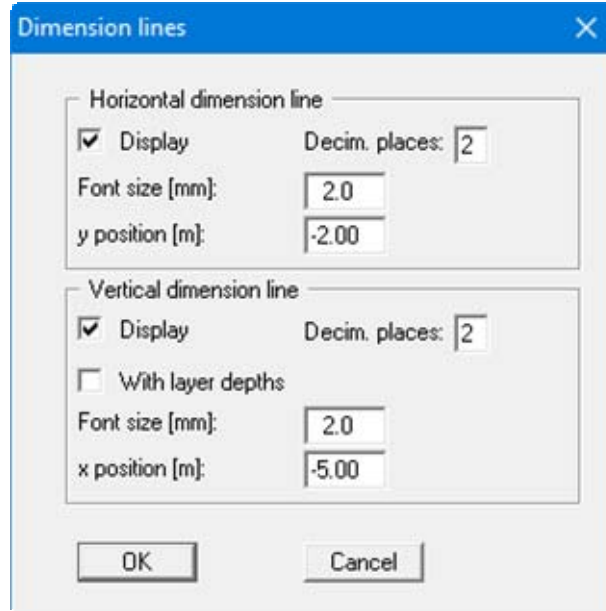 Dimension lines
Horizontal dimension line
Display Decim. places: 2
Font size [mm]: 2.0
y position [m]: -2.00
Vertical dimension line
Display Decim. places: 2
With layer depths
Font size [mm]: 2.0
x position [m]: -5.00
OK Cancel